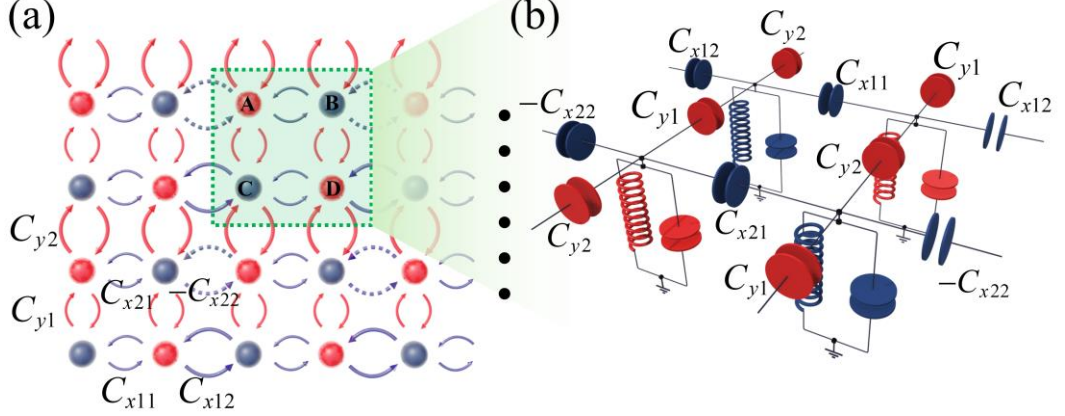 (a)
A
B
C
D
C_{y2}
C_{x21}
-C_{x22}
C_{y1}
C_{x11}
C_{x12}
(b)
C_{x12}
C_{y2}
C_{x11}
C_{y1}
C_{x12}
C_{y1}
-C_{x22}
C_{y2}
C_{x21}
C_{y2}
C_{y1}
-C_{x22}